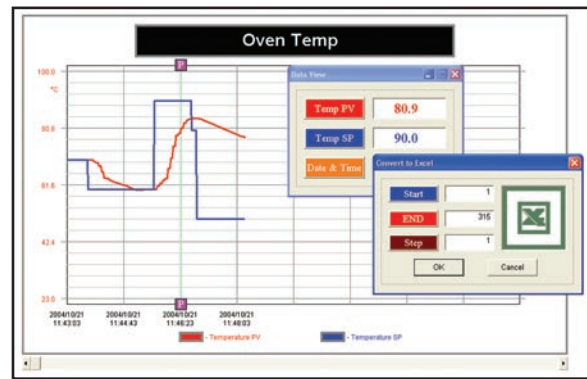 Oven Temp
P
100.0
°C
80.8
61.6
42.4
23.0
P
2004/10/21 2004/10/21 2004/10/21 2004/10/21
11:43:03 11:44:43 11:46:23 11:48:03
- Temperature PV - Temperature SP
Data View
Temp PV 80.9
Temp SP 90.0
Date & Time
Convert to Excel
Start 1
END 315
Step 1
X
OK Cancel